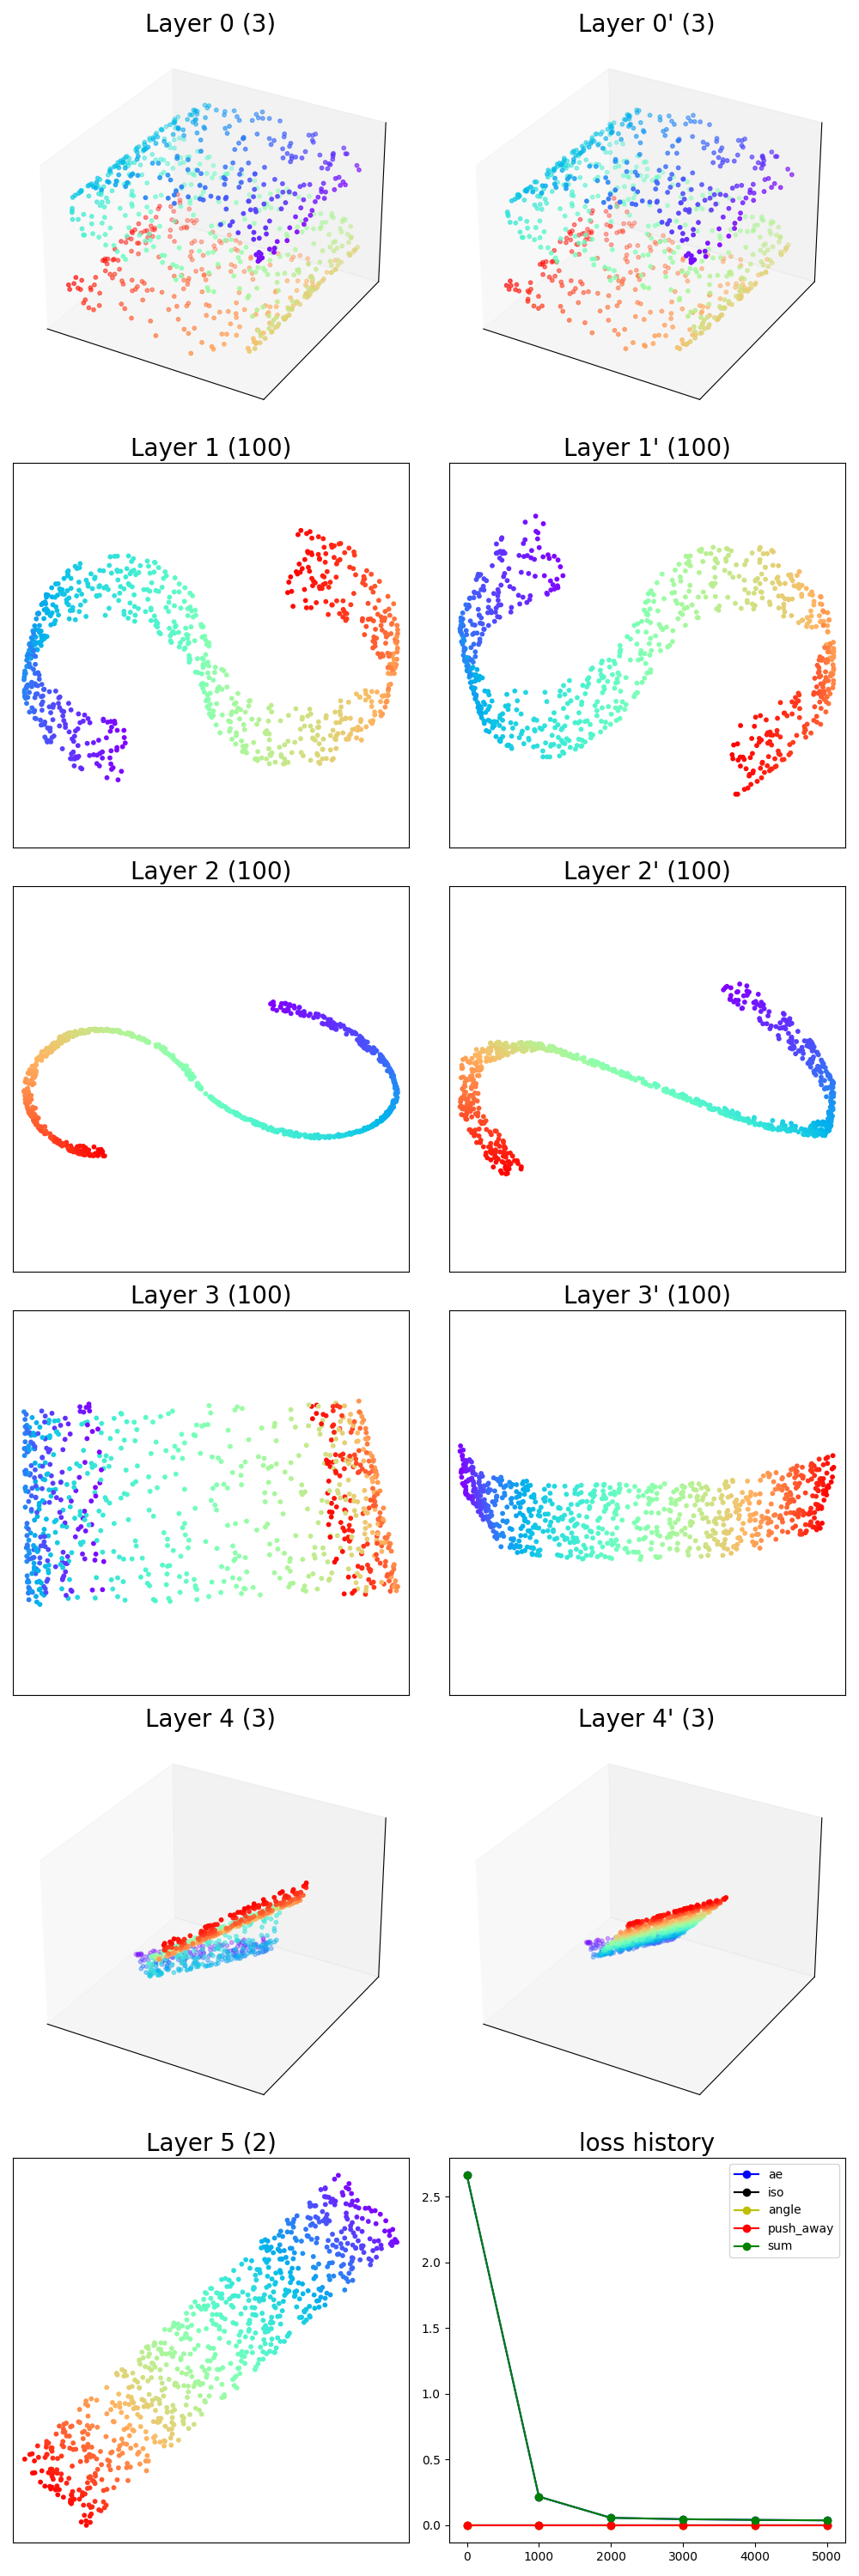 Layer 0 (3)
Layer 0' (3)
Layer 1 (100)
Layer 1' (100)
Layer 2 (100)
Layer 2' (100)
Layer 3 (100)
Layer 3' (100)
Layer 4 (3)
Layer 4' (3)
Layer 5 (2)
loss history
ae
iso
angle
push_away
sum
2.5
2.0
1.5
1.0
0.5
0.0
0 1000 2000 3000 4000 5000